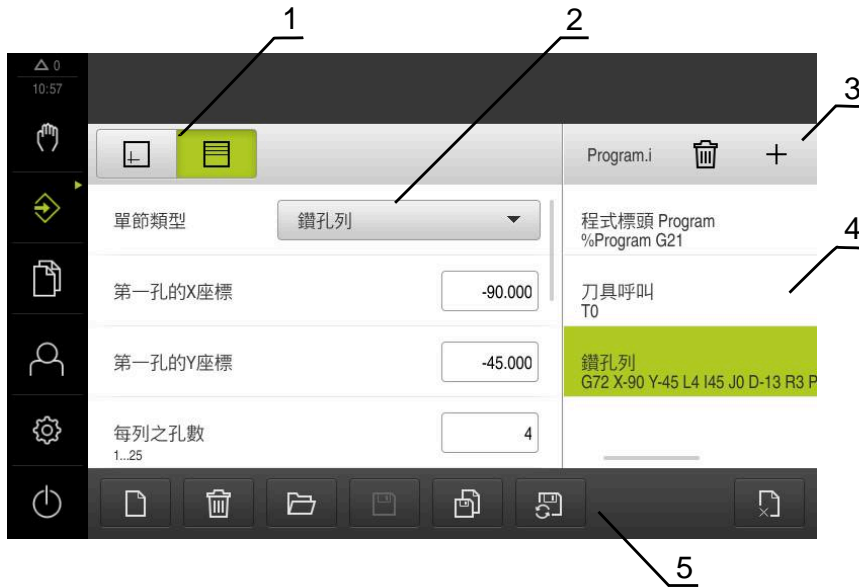 1
2
3
4
5
0
10:57
Program.i
單節類型
鑽孔列
第一孔的X座標
-90.000
第一孔的Y座標
-45.000
每列之孔數
1...25
4
程式標頭 Program
%Program G21
刀具呼叫
T0
鑽孔列
G72 X-90 Y-45 L4 I45 J0 D-13 R3 P